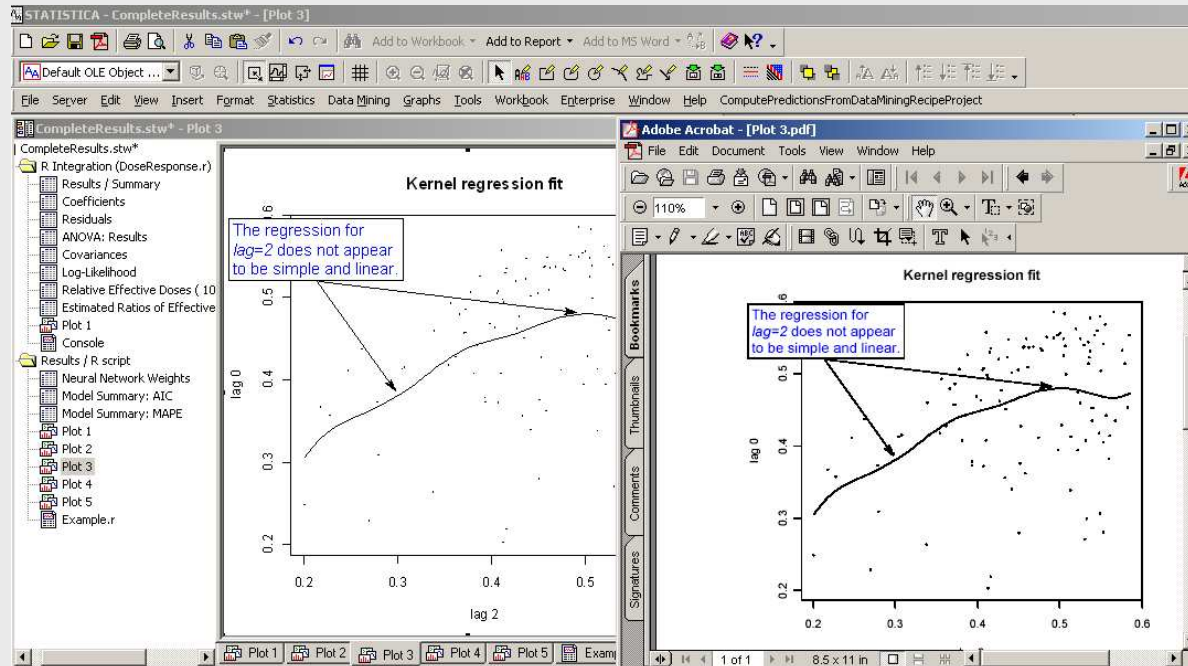 STATISTICA - CompleteResults.stw* - [Plot 3]
Add to Workbook Add to Report Add to MS Word
Default OLE Object ...
File Server Edit View Insert Format Statistics Data Mining Graphs Tools Workbook Enterprise Window Help ComputePredictionsFromDataMiningRecipeProject
CompleteResults.stw* - Plot 3
CompleteResults.stw*
R Integration (DoseResponse.r)
Results / Summary
Coefficients
Residuals
ANOVA: Results
Covariances
Log-Likelihood
Relative Effective Doses ( 10
Estimated Ratios of Effective
Plot 1
Console
Results / R script
Neural Network Weights
Model Summary: AIC
Model Summary: MAPE
Plot 1
Plot 2
Plot 3
Plot 4
Plot 5
Example.r
Kernel regression fit
The regression for
lag=2 does not appear
to be simple and linear.
lag 0
0.6
0.5
0.4
0.3
0.2
0.2 0.3 0.4 0.5
lag 2
Plot 1 Plot 2 Plot 3 Plot 4 Plot 5 Exam
Adobe Acrobat - [Plot 3.pdf]
File Edit Document Tools View Window Help
110%
Bookmarks
Thumbnails
Comments
Signatures
Kernel regression fit
The regression for
lag=2 does not appear
to be simple and linear.
lag 0
0.6
0.5
0.4
0.3
0.2
0.2 0.3 0.4 0.5 0.6
1 of 1 8.5 x 11 in